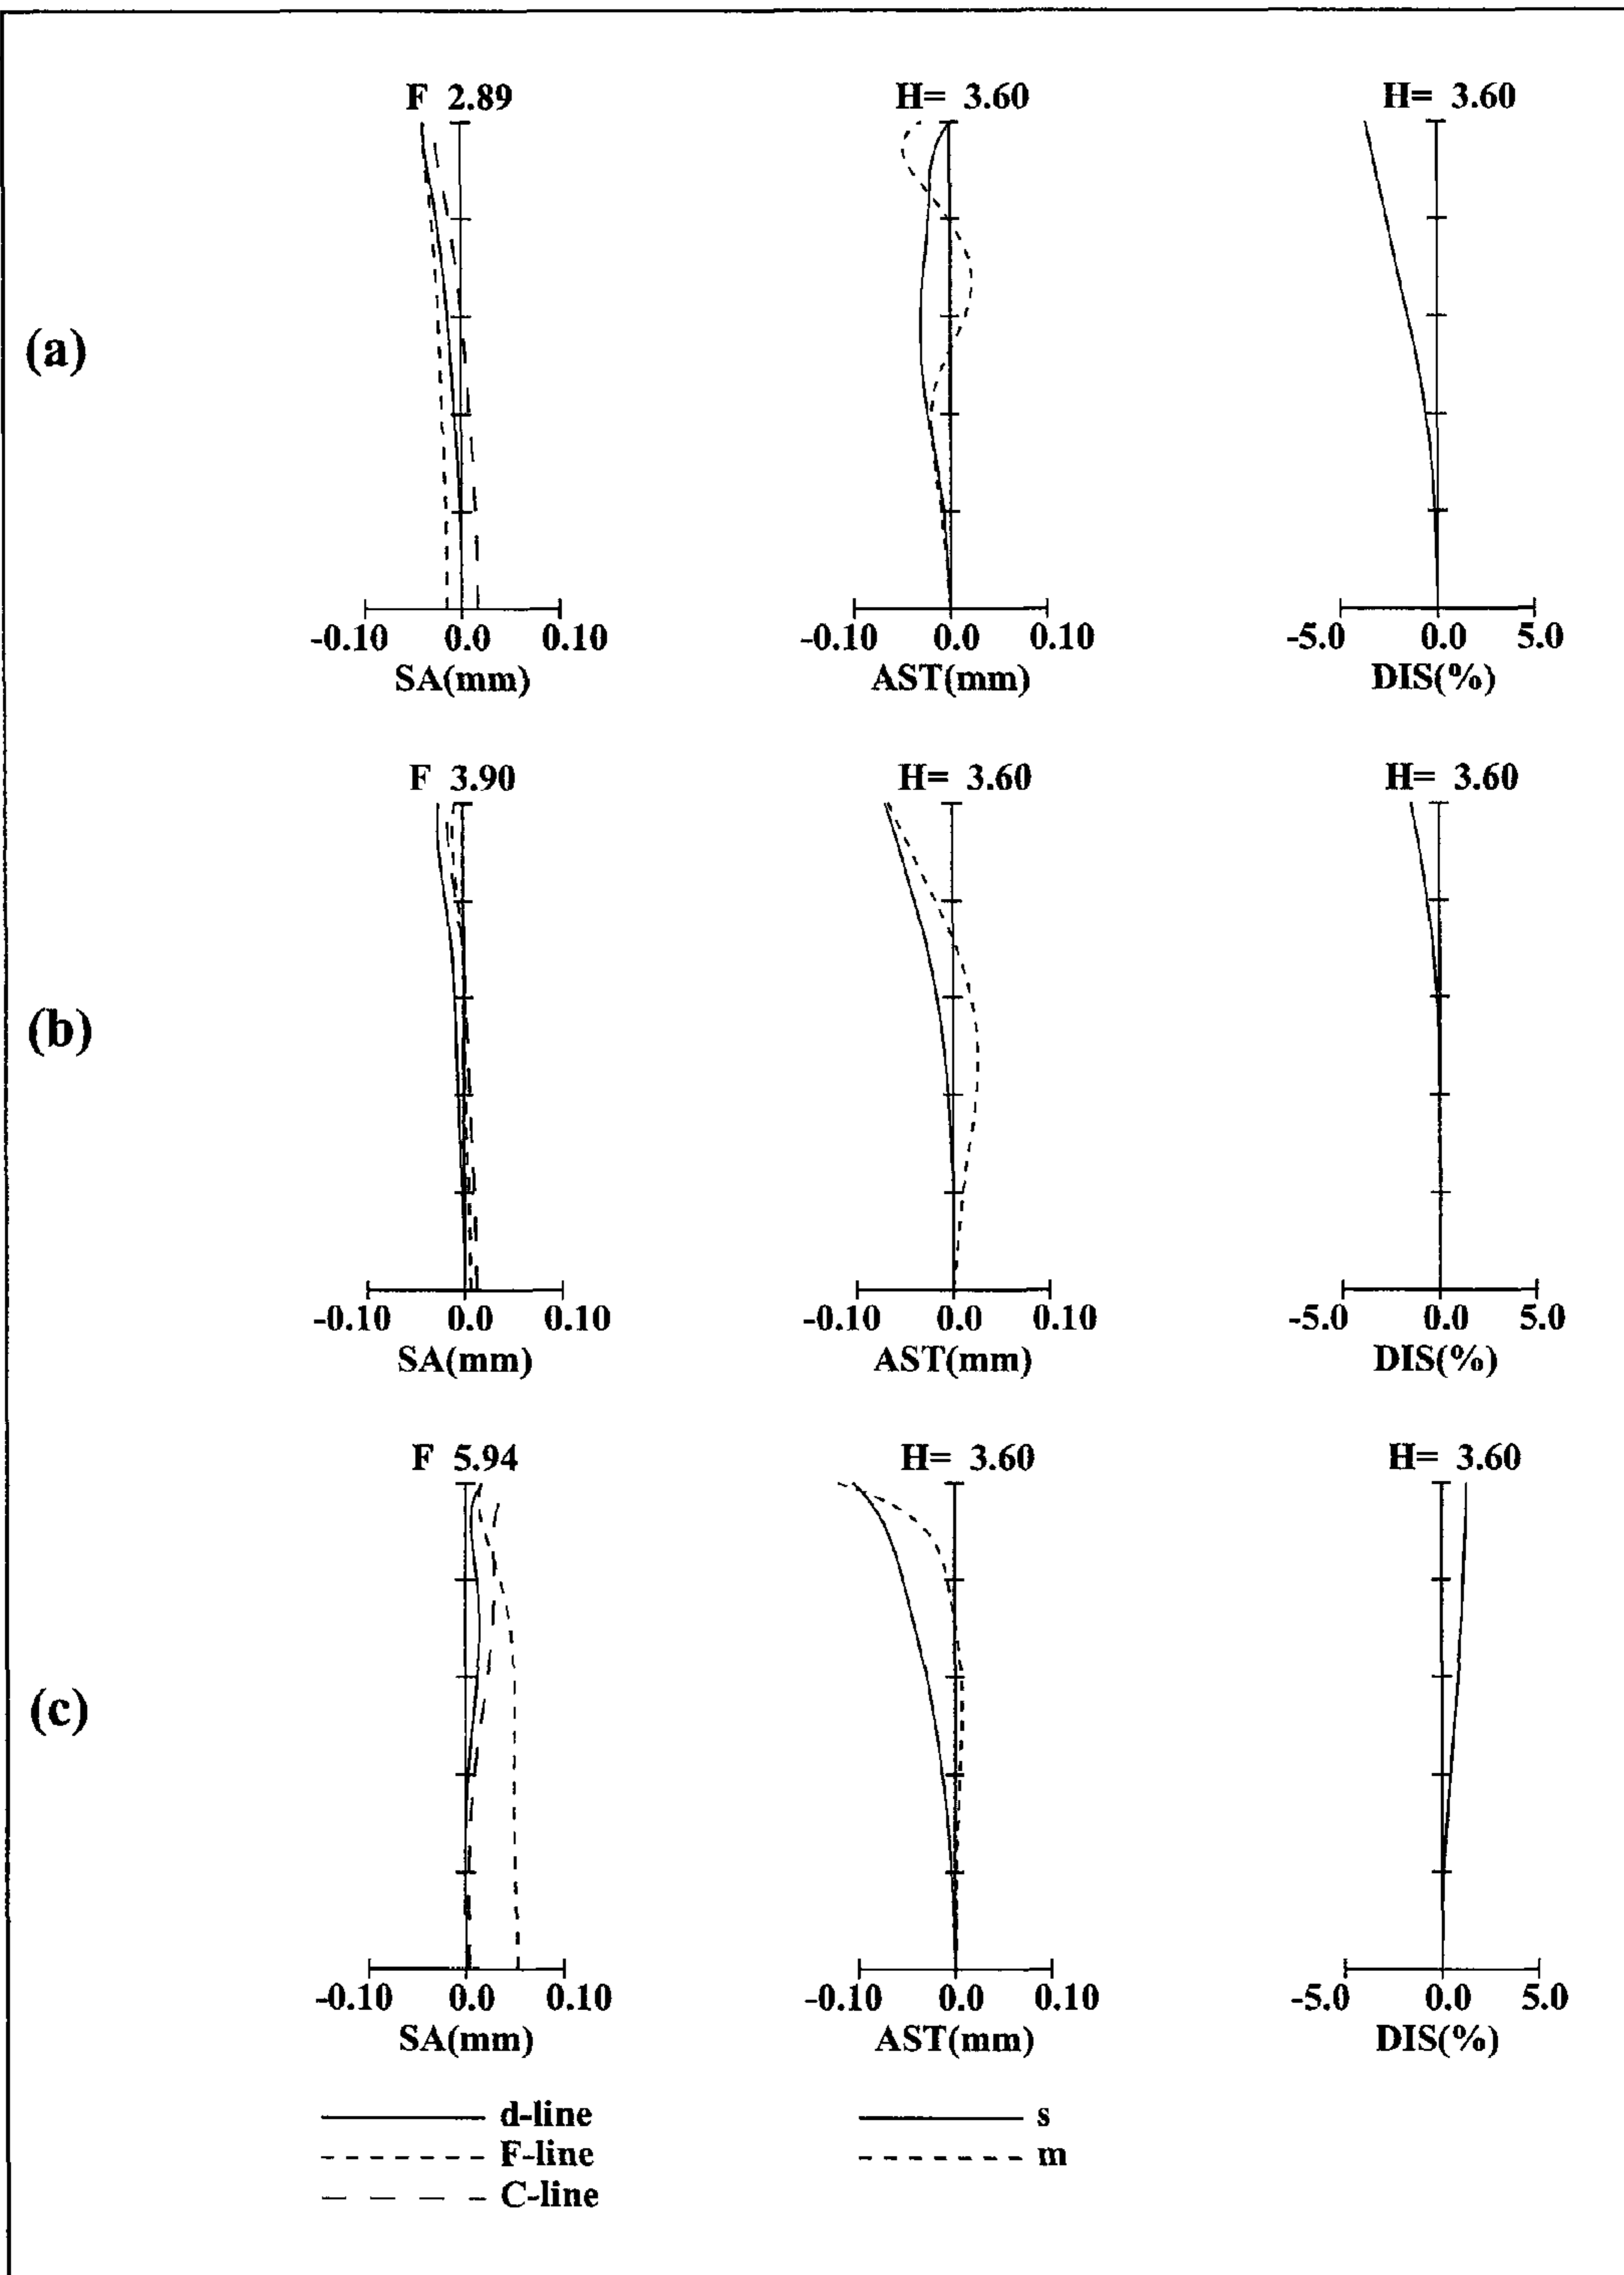 F 2.89 H= 3.60 H= 3.60
(a)
-0.10 0.0 0.10 -0.10 0.0 0.10 -5.0 0.0 5.0
SA(mm) AST(mm) DIS(%)
F 3.90 H= 3.60 H= 3.60
(b)
-0.10 0.0 0.10 -0.10 0.0 0.10 -5.0 0.0 5.0
SA(mm) AST(mm) DIS(%)
F 5.94 H= 3.60 H= 3.60
(c)
-0.10 0.0 0.10 -0.10 0.0 0.10 -5.0 0.0 5.0
SA(mm) AST(mm) DIS(%)
d-line s
F-line m
C-line